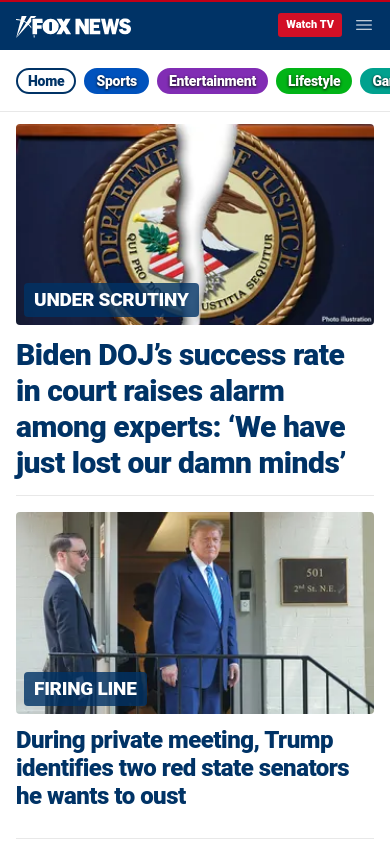 FOX NEWS
Watch TV
Home
Sports
Entertainment
Lifestyle
Ga
DEPARTMENT OF JUSTICE
QUI PRO DO
USTITIA SEQUITUR
UNDER SCRUTINY
Photo illustration
Biden DOJ’s success rate
in court raises alarm
among experts: ‘We have
just lost our damn minds’
501
2nd St. N.E.
FIRING LINE
During private meeting, Trump
identifies two red state senators
he wants to oust